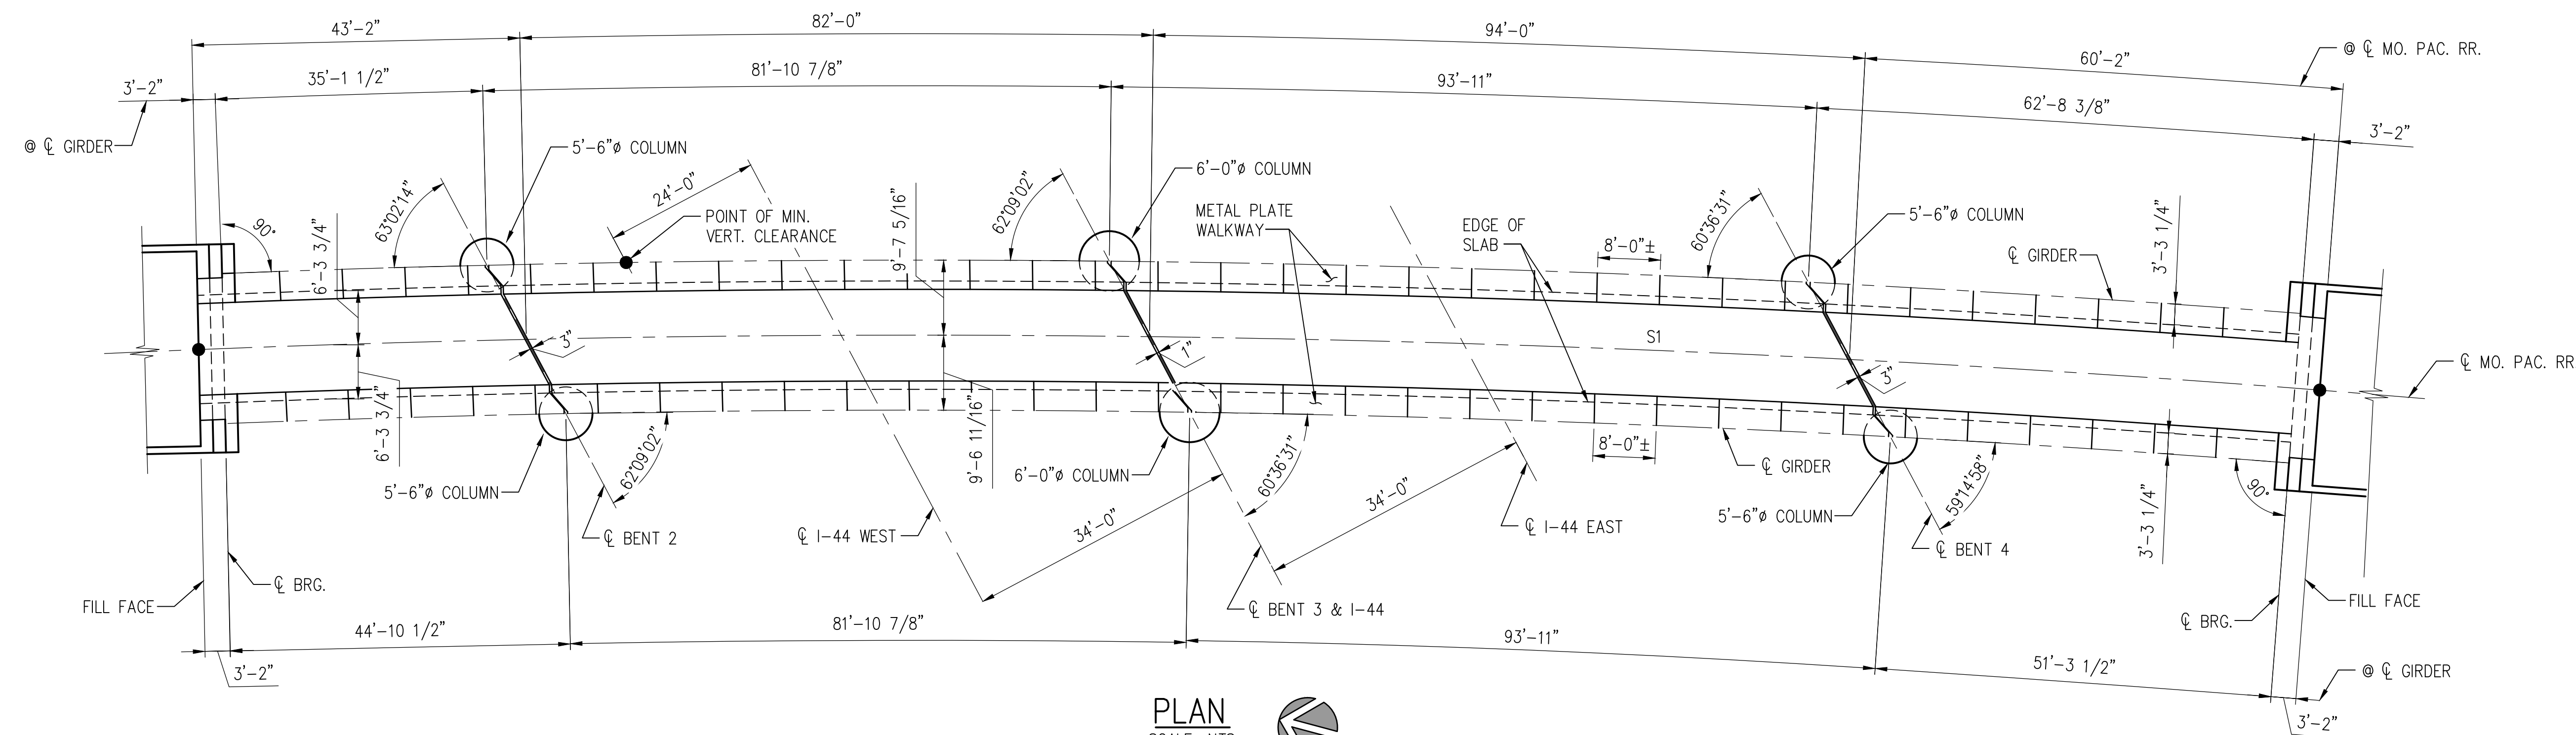 43'-2"
82'-0"
94'-0"
60'-2"
@ ℄ MO. PAC. RR.
3'-2"
35'-1 1/2"
81'-10 7/8"
93'-11"
62'-8 3/8"
3'-2"
@ ℄ GIRDER
5'-6"ø COLUMN
24'-0"
POINT OF MIN.
VERT. CLEARANCE
6'-0"ø COLUMN
METAL PLATE
WALKWAY
EDGE OF
SLAB
8'-0"±
5'-6"ø COLUMN
℄ GIRDER
90°
6'-3 3/4"
63°02'14"
9'-7 5/16"
62°09'02"
60°36'31"
3'-3 1/4"
3"
1"
S1
3"
℄ MO. PAC. RR
6'-3 3/4"
5'-6"ø COLUMN
62°09'02"
9'-6 11/16"
6'-0"ø COLUMN
60°36'31"
34'-0"
34'-0"
8'-0"±
℄ GIRDER
5'-6"ø COLUMN
59°14'58"
3'-3 1/4"
90°
℄ BENT 2
℄ I-44 WEST
℄ I-44 EAST
℄ BENT 4
℄ BRG.
FILL FACE
℄ BENT 3 & I-44
FILL FACE
℄ BRG.
44'-10 1/2"
81'-10 7/8"
93'-11"
51'-3 1/2"
3'-2"
@ ℄ GIRDER
3'-2"
PLAN